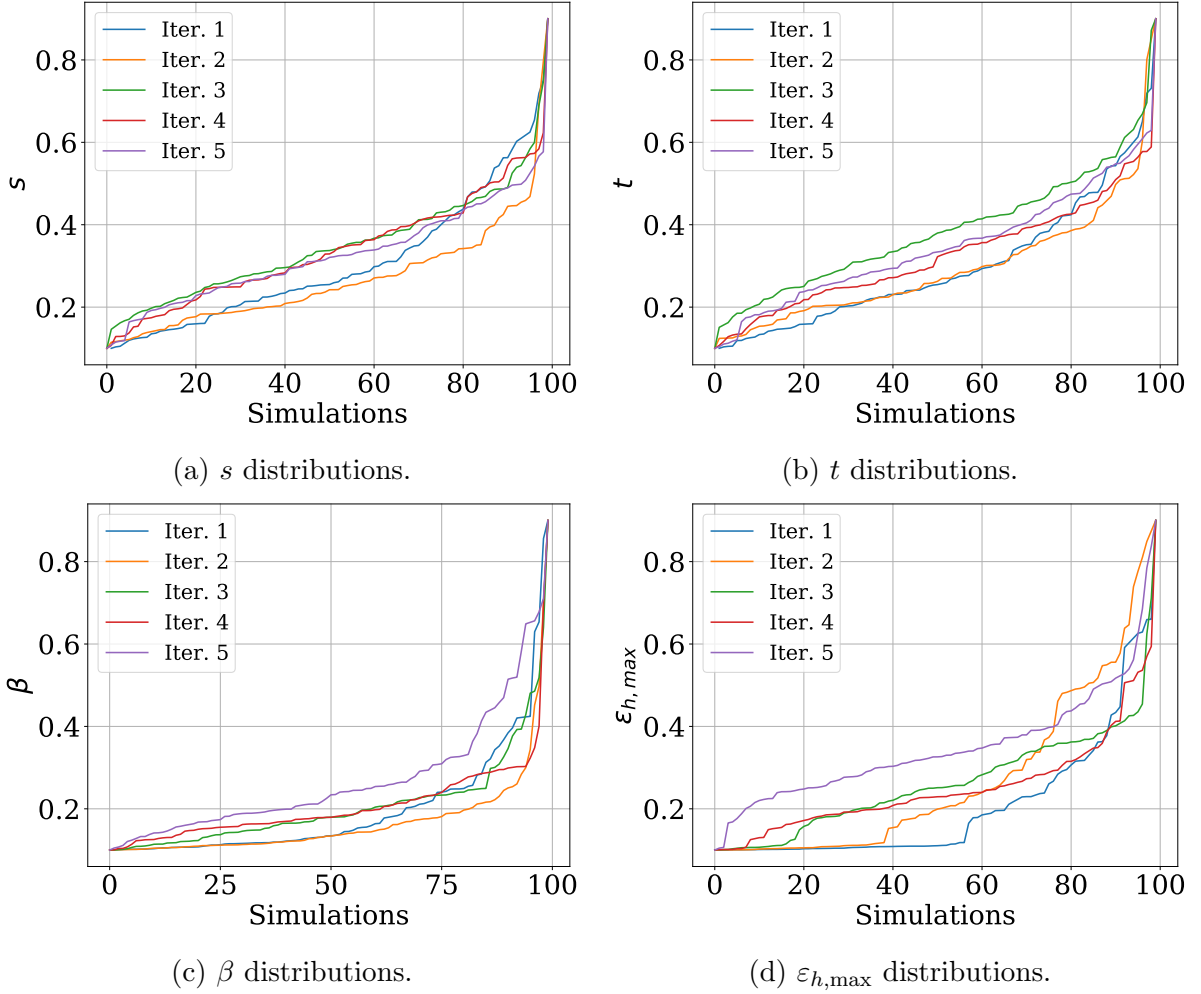 0.8
0.6
0.4
0.2
s
Iter. 1
Iter. 2
Iter. 3
Iter. 4
Iter. 5
0 20 40 60 80 100
Simulations
(a) s distributions.
0.8
0.6
0.4
0.2
t
Iter. 1
Iter. 2
Iter. 3
Iter. 4
Iter. 5
0 20 40 60 80 100
Simulations
(b) t distributions.
0.8
0.6
0.4
0.2
β
Iter. 1
Iter. 2
Iter. 3
Iter. 4
Iter. 5
0 25 50 75 100
Simulations
(c) β distributions.
0.8
0.6
0.4
0.2
εh, max
Iter. 1
Iter. 2
Iter. 3
Iter. 4
Iter. 5
0 20 40 60 80 100
Simulations
(d) εh,max distributions.